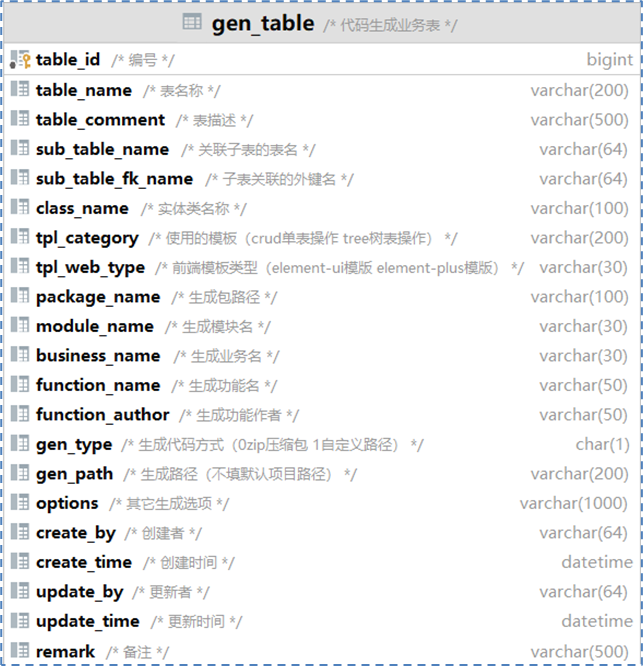 gen_table /* 代码生成业务表 */
table_id /* 编号 */ bigint
table_name /* 表名称 */ varchar(200)
table_comment /* 表描述 */ varchar(500)
sub_table_name /* 关联子表的表名 */ varchar(64)
sub_table_fk_name /* 子表关联的外键名 */ varchar(64)
class_name /* 实体类名称 */ varchar(100)
tpl_category /* 使用的模板（crud单表操作 tree树表操作） */ varchar(200)
tpl_web_type /* 前端模板类型（element-ui模版 element-plus模版） */ varchar(30)
package_name /* 生成包路径 */ varchar(100)
module_name /* 生成模块名 */ varchar(30)
business_name /* 生成业务名 */ varchar(30)
function_name /* 生成功能名 */ varchar(50)
function_author /* 生成功能作者 */ varchar(50)
gen_type /* 生成代码方式（0zip压缩包 1自定义路径） */ char(1)
gen_path /* 生成路径（不填默认项目路径） */ varchar(200)
options /* 其它生成选项 */ varchar(1000)
create_by /* 创建者 */ varchar(64)
create_time /* 创建时间 */ datetime
update_by /* 更新者 */ varchar(64)
update_time /* 更新时间 */ datetime
remark /* 备注 */ varchar(500)